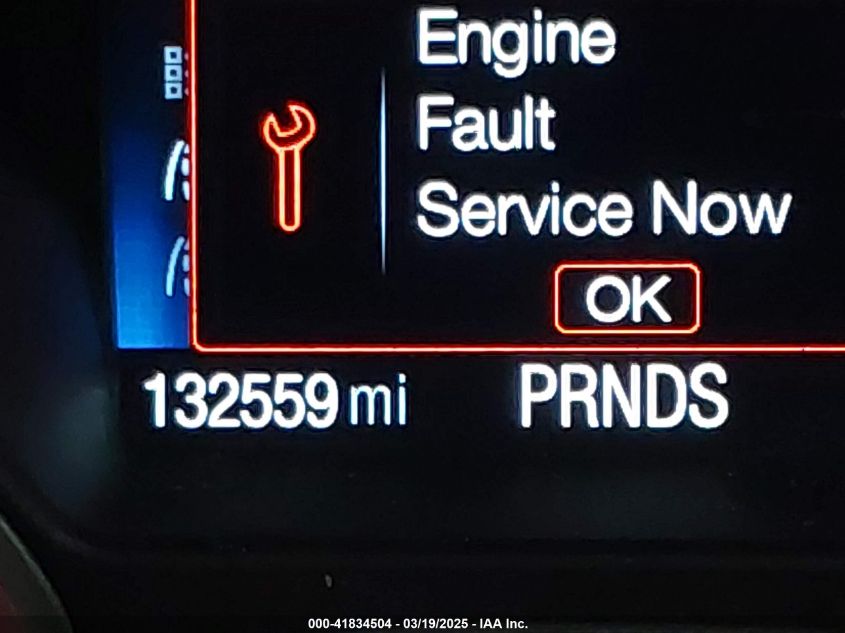 Engine
Fault
Service Now
OK
132559 mi PRNDS
000-41834504 - 03/19/2025 - IAA Inc.